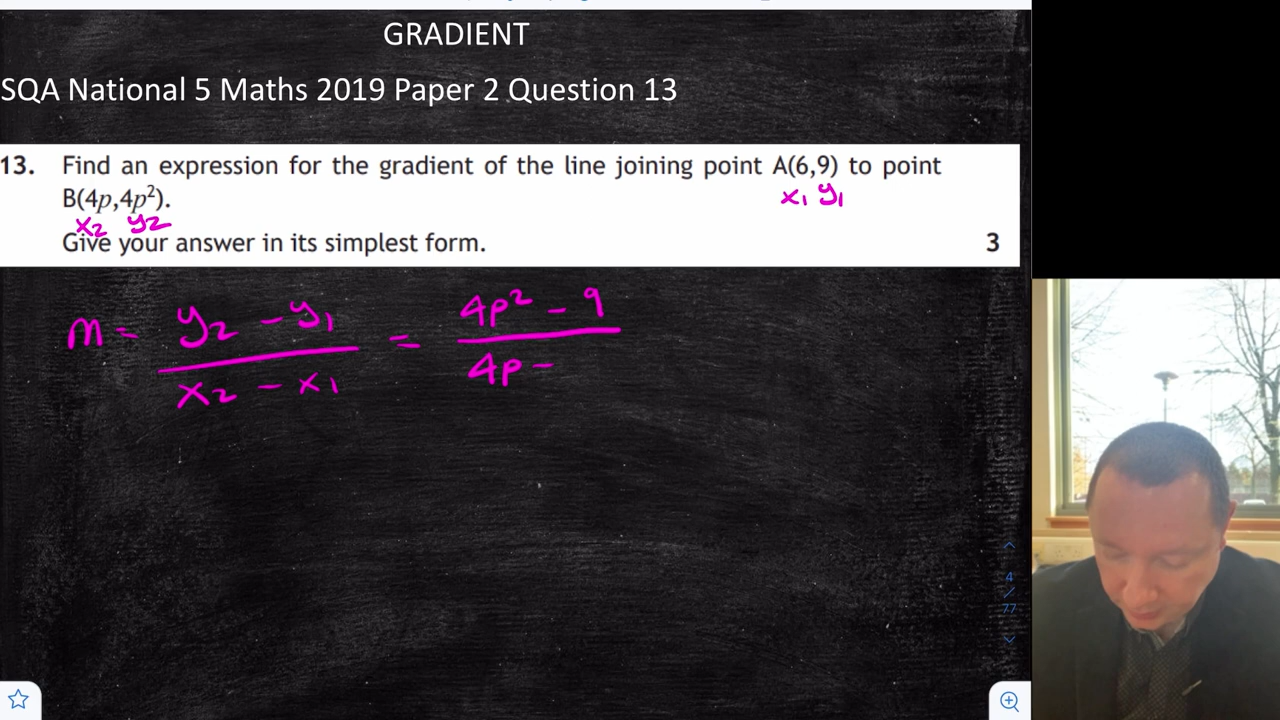 GRADIENT
SQA National 5 Maths 2019 Paper 2 Question 13
13. Find an expression for the gradient of the line joining point A(6,9) to point
B(4p,4p²).
x₁ y₁
x₂ y₂
Give your answer in its simplest form. 3
m = y₂ - y₁ / x₂ - x₁ = 4p² - 9 / 4p -
4
/
77